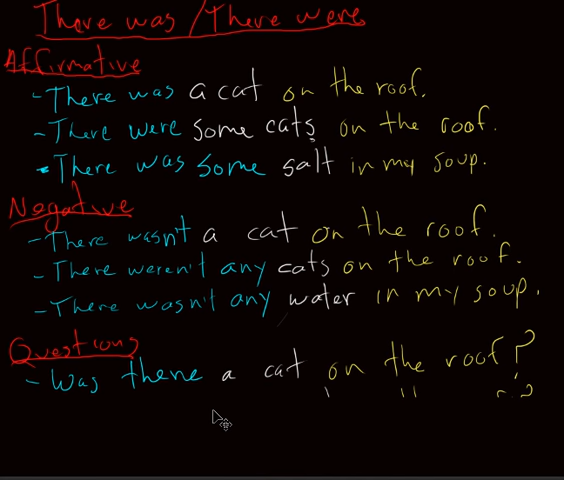 There was / There were
Affirmative
- There was a cat on the roof.
- There were some cats on the roof.
- There was some salt in my soup.
Negative
- There wasn't a cat on the roof.
- There weren't any cats on the roof.
- There wasn't any water in my soup.
Questions
- Was there a cat on the roof?